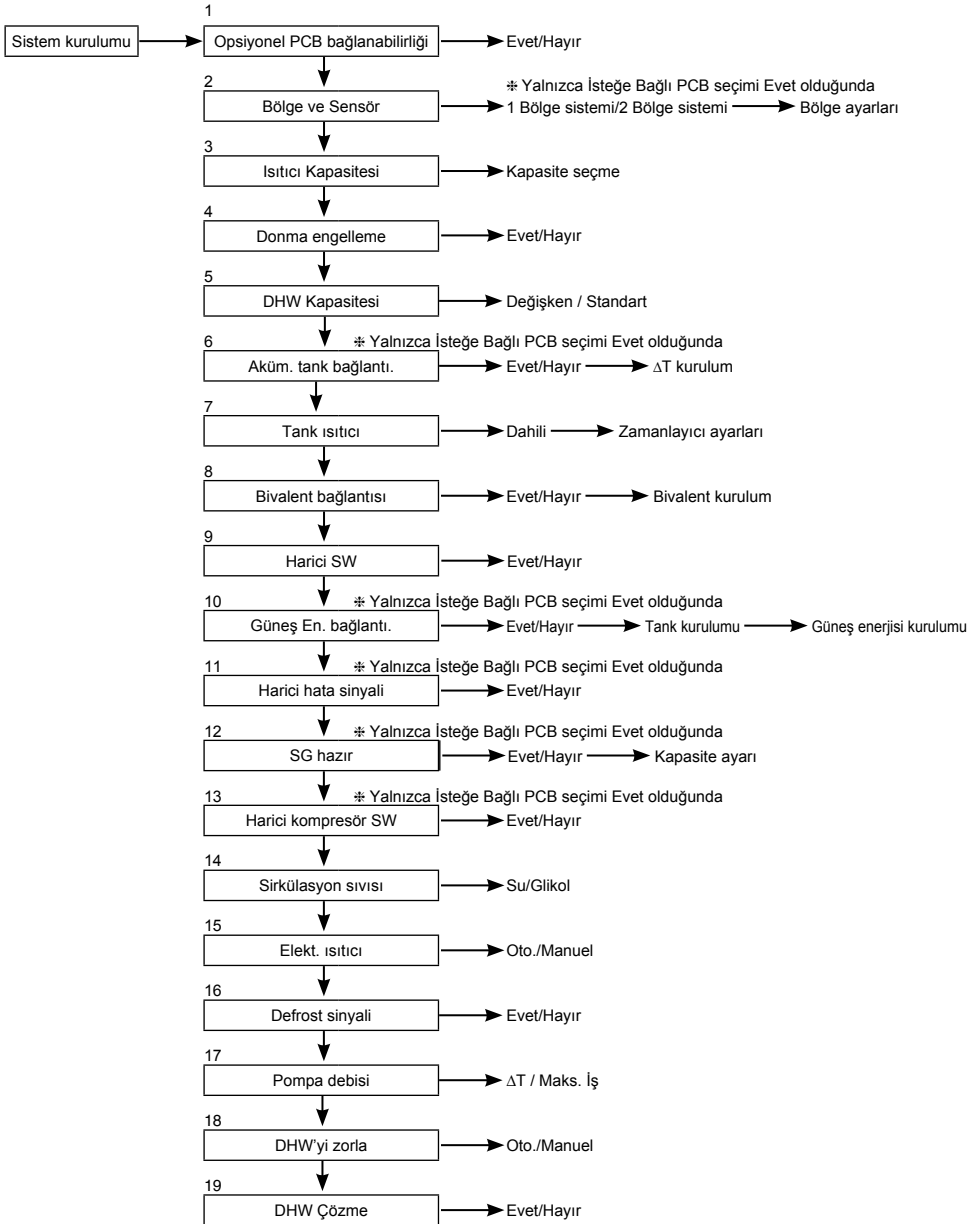 1
Sistem kurulumu Opsiyonel PCB bağlanabilirliği Evet/Hayır
2 ⁜ Yalnızca İsteğe Bağlı PCB seçimi Evet olduğunda
Bölge ve Sensör 1 Bölge sistemi/2 Bölge sistemi Bölge ayarları
3
Isıtıcı Kapasitesi Kapasite seçme
4
Donma engelleme Evet/Hayır
5
DHW Kapasitesi Değişken / Standart
6 ⁜ Yalnızca İsteğe Bağlı PCB seçimi Evet olduğunda
Aküm. tank bağlantı. Evet/Hayır ∆T kurulum
7
Tank ısıtıcı Dahili Zamanlayıcı ayarları
8
Bivalent bağlantısı Evet/Hayır Bivalent kurulum
9
Harici SW Evet/Hayır
10 ⁜ Yalnızca İsteğe Bağlı PCB seçimi Evet olduğunda
Güneş En. bağlantı. Evet/Hayır Tank kurulumu Güneş enerjisi kurulumu
11 ⁜ Yalnızca İsteğe Bağlı PCB seçimi Evet olduğunda
Harici hata sinyali Evet/Hayır
12 ⁜ Yalnızca İsteğe Bağlı PCB seçimi Evet olduğunda
SG hazır Evet/Hayır Kapasite ayarı
13 ⁜ Yalnızca İsteğe Bağlı PCB seçimi Evet olduğunda
Harici kompresör SW Evet/Hayır
14
Sirkülasyon sıvısı Su/Glikol
15
Elekt. ısıtıcı Oto./Manuel
16
Defrost sinyali Evet/Hayır
17
Pompa debisi ∆T / Maks. İş
18
DHW’yi zorla Oto./Manuel
19
DHW Çözme Evet/Hayır